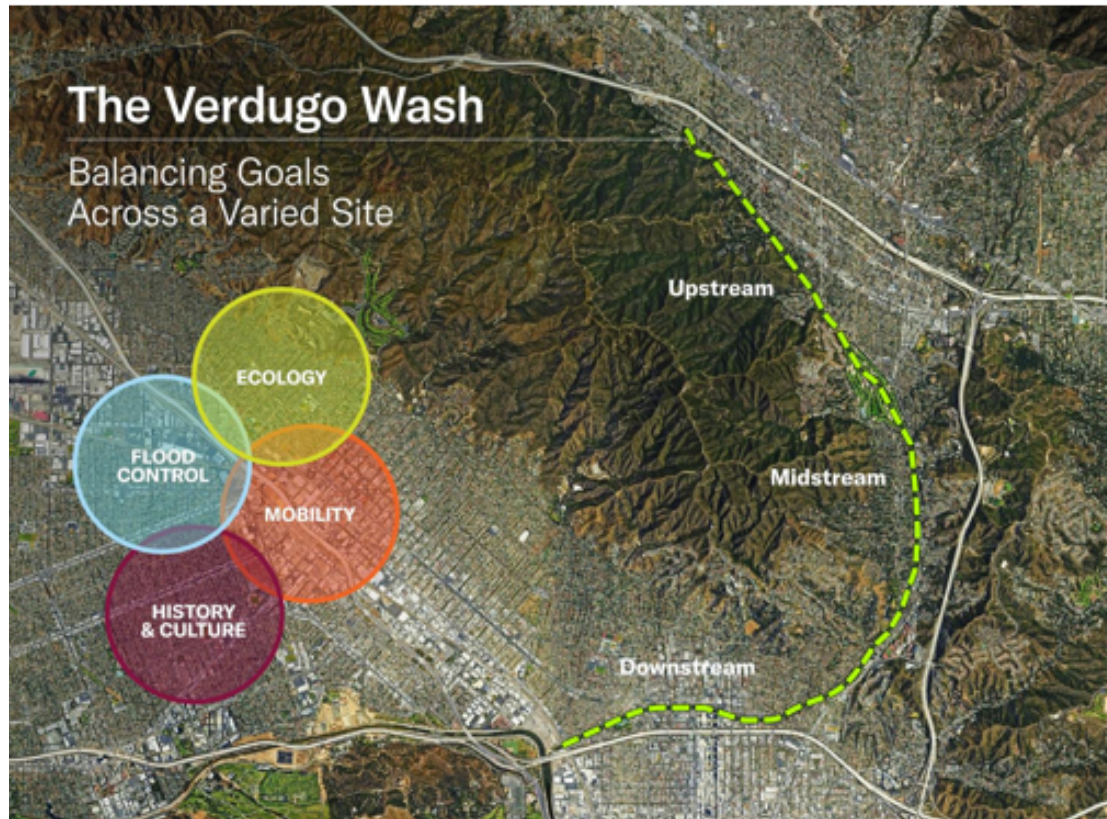 The Verdugo Wash
Balancing Goals
Across a Varied Site
Upstream
ECOLOGY
FLOOD
CONTROL
Midstream
MOBILITY
HISTORY
& CULTURE
Downstream